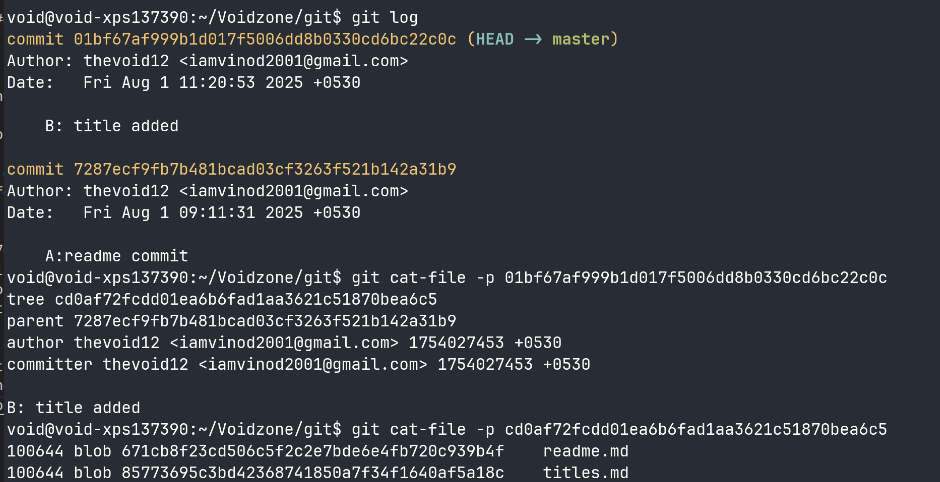 void@void-xps137390:~/Voidzone/git$ git log
commit 01bf67af999b1d017f5006dd8b0330cd6bc22c0c (HEAD -> master)
Author: thevoid12 <iamvinod2001@gmail.com>
Date:   Fri Aug 1 11:20:53 2025 +0530
    B: title added
commit 7287ecf9fb7b481bcad03cf3263f521b142a31b9
Author: thevoid12 <iamvinod2001@gmail.com>
Date:   Fri Aug 1 09:11:31 2025 +0530
    A:readme commit
void@void-xps137390:~/Voidzone/git$ git cat-file -p 01bf67af999b1d017f5006dd8b0330cd6bc22c0c
tree cd0af72fcdd01ea6b6fad1aa3621c51870bea6c5
parent 7287ecf9fb7b481bcad03cf3263f521b142a31b9
author thevoid12 <iamvinod2001@gmail.com> 1754027453 +0530
committer thevoid12 <iamvinod2001@gmail.com> 1754027453 +0530
B: title added
void@void-xps137390:~/Voidzone/git$ git cat-file -p cd0af72fcdd01ea6b6fad1aa3621c51870bea6c5
100644 blob 671cb8f23cd506c5f2c2e7bde6e4fb720c939b4f    readme.md
100644 blob 85773695c3bd42368741850a7f34f1640af5a18c    titles.md